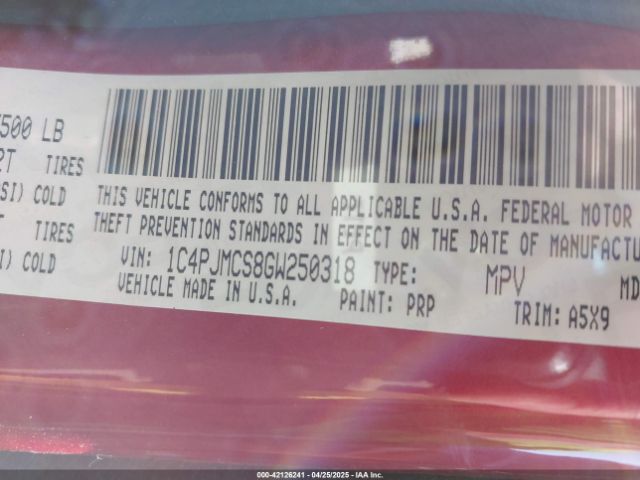 500 LB
TIRES
SI) COLD
TIRES
SI) COLD
THIS VEHICLE CONFORMS TO ALL APPLICABLE U.S.A. FEDERAL MOTOR
THEFT PREVENTION STANDARDS IN EFFECT ON THE DATE OF MANUFACTU
VIN: 1C4PJMCS8GW250318 TYPE: MPV MD
VEHICLE MADE IN U.S.A. PAINT: PRP TRIM: A5X9
000-42126241 - 04/25/2025 - IAA Inc.